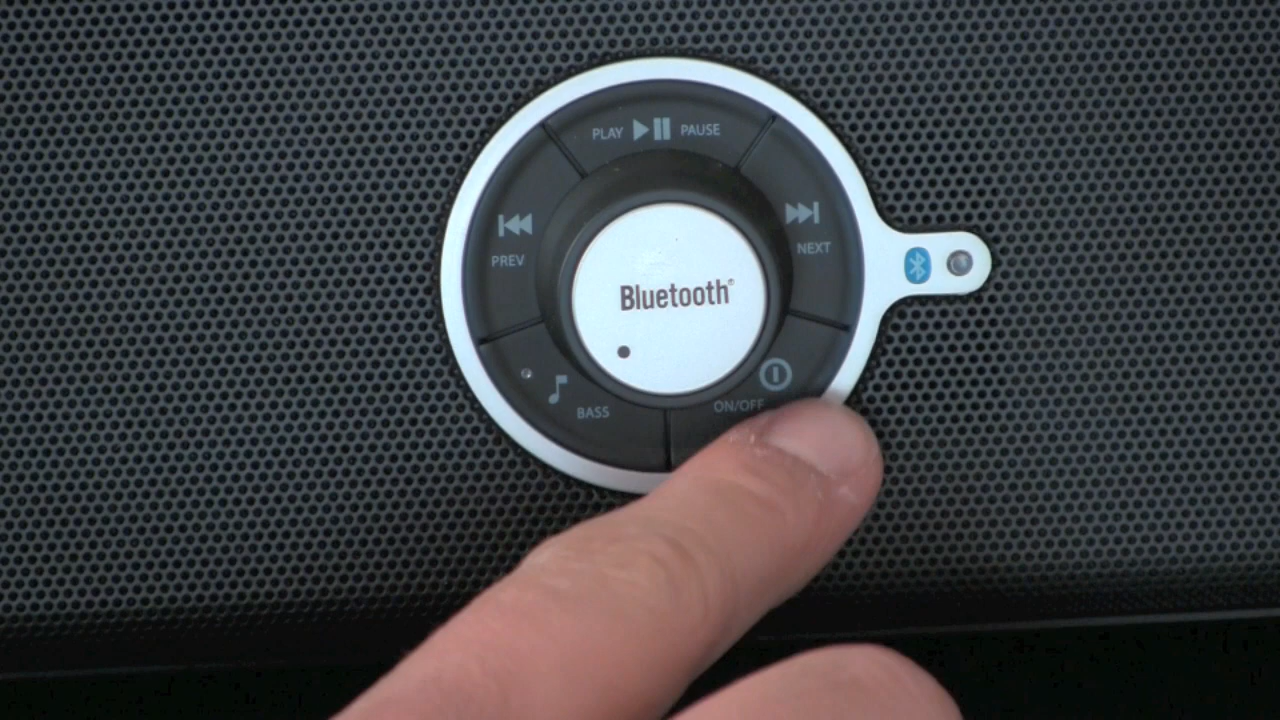 PLAY PAUSE
PREV
NEXT
Bluetooth®
BASS
ON/OFF